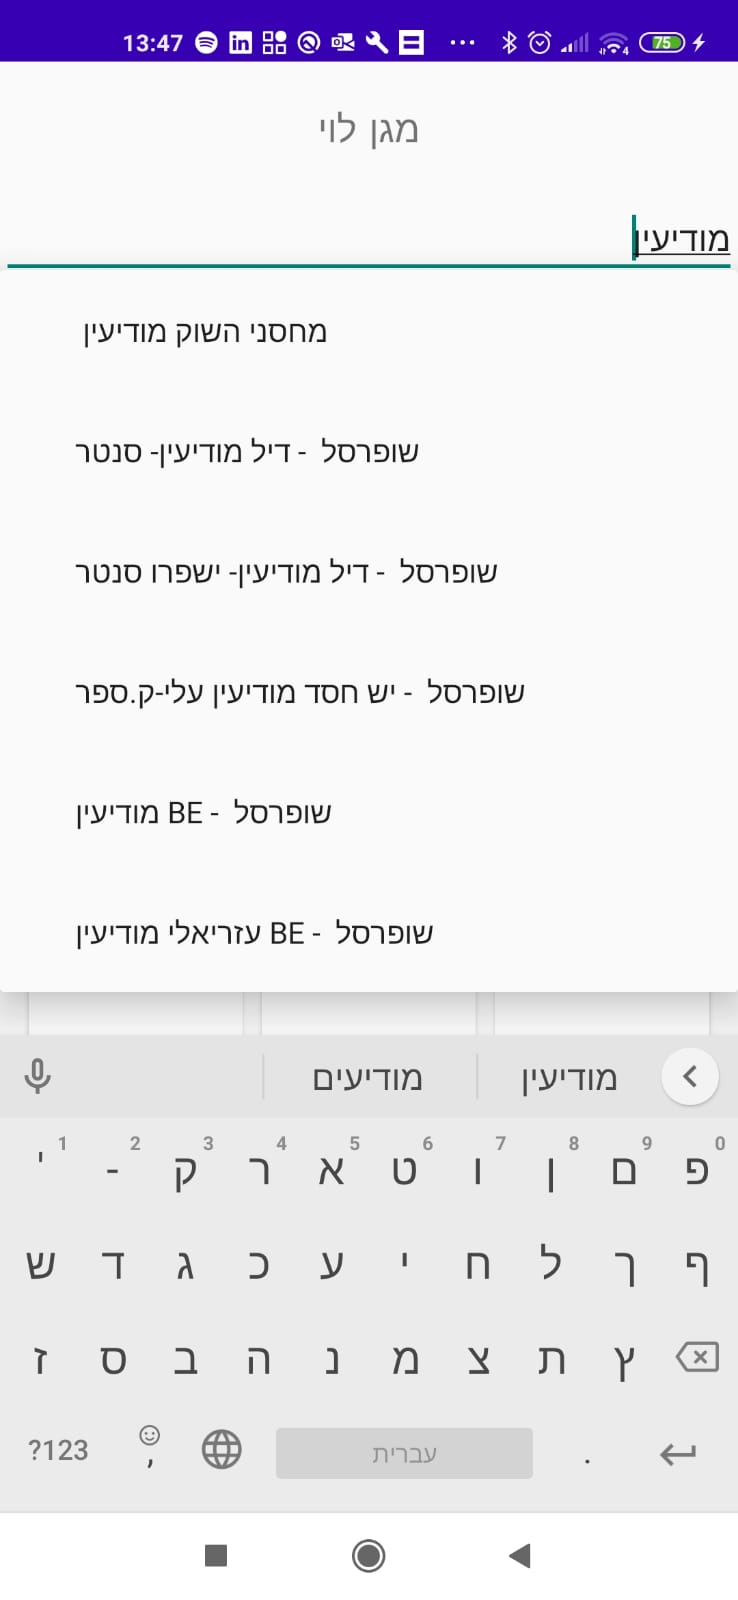 13:47
75
מגן לוי
מודיעין
מחסני השוק מודיעין
שופרסל - דיל מודיעין- סנטר
שופרסל - דיל מודיעין- ישפרו סנטר
שופרסל - יש חסד מודיעין עלי-ק.ספר
שופרסל - BE מודיעין
שופרסל - BE עזריאלי מודיעין
מודיעין מודיעים
1 2 3 4 5 6 7 8 9 0
' - ק ר א ט ו ן ם פ
ש ד ג כ ע י ח ל ך ף
ז ס ב ה נ מ צ ת ץ
?123 , עברית .